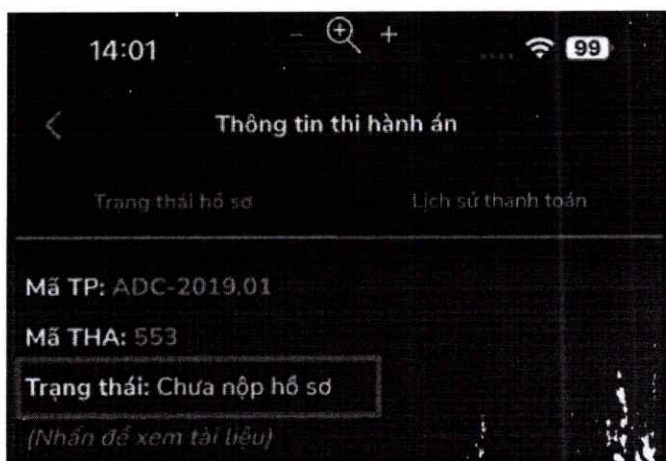 14:01
99
Thông tin thi hành án
Trạng thái hồ sơ Lịch sử thanh toán
Mã TP: ADC-2019.01
Mã THA: 553
Trạng thái: Chưa nộp hồ sơ
(Nhấn để xem tài liệu)